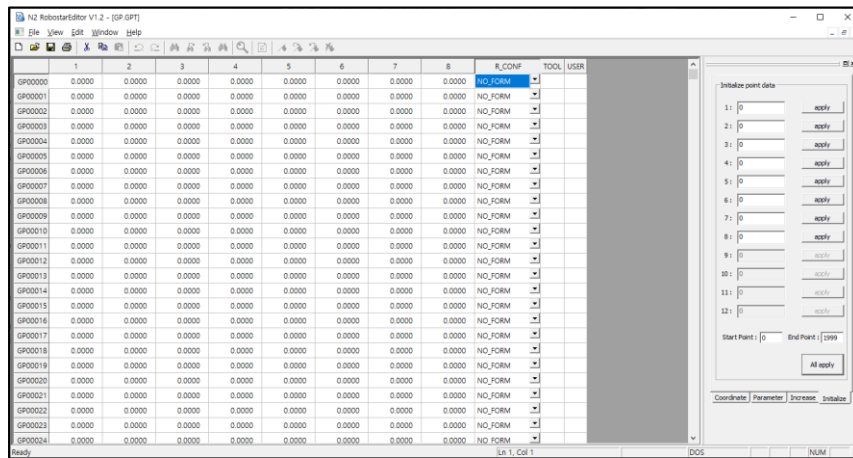 N2 RobostarEditor V1.2 - [GP.GPT]
File View Edit Window Help
1 2 3 4 5 6 7 8 R_CONF TOOL USER
GP00000 0.0000 0.0000 0.0000 0.0000 0.0000 0.0000 0.0000 0.0000 NO_FORM
GP00001 0.0000 0.0000 0.0000 0.0000 0.0000 0.0000 0.0000 0.0000 NO_FORM
GP00002 0.0000 0.0000 0.0000 0.0000 0.0000 0.0000 0.0000 0.0000 NO_FORM
GP00003 0.0000 0.0000 0.0000 0.0000 0.0000 0.0000 0.0000 0.0000 NO_FORM
GP00004 0.0000 0.0000 0.0000 0.0000 0.0000 0.0000 0.0000 0.0000 NO_FORM
GP00005 0.0000 0.0000 0.0000 0.0000 0.0000 0.0000 0.0000 0.0000 NO_FORM
GP00006 0.0000 0.0000 0.0000 0.0000 0.0000 0.0000 0.0000 0.0000 NO_FORM
GP00007 0.0000 0.0000 0.0000 0.0000 0.0000 0.0000 0.0000 0.0000 NO_FORM
GP00008 0.0000 0.0000 0.0000 0.0000 0.0000 0.0000 0.0000 0.0000 NO_FORM
GP00009 0.0000 0.0000 0.0000 0.0000 0.0000 0.0000 0.0000 0.0000 NO_FORM
GP00010 0.0000 0.0000 0.0000 0.0000 0.0000 0.0000 0.0000 0.0000 NO_FORM
GP00011 0.0000 0.0000 0.0000 0.0000 0.0000 0.0000 0.0000 0.0000 NO_FORM
GP00012 0.0000 0.0000 0.0000 0.0000 0.0000 0.0000 0.0000 0.0000 NO_FORM
GP00013 0.0000 0.0000 0.0000 0.0000 0.0000 0.0000 0.0000 0.0000 NO_FORM
GP00014 0.0000 0.0000 0.0000 0.0000 0.0000 0.0000 0.0000 0.0000 NO_FORM
GP00015 0.0000 0.0000 0.0000 0.0000 0.0000 0.0000 0.0000 0.0000 NO_FORM
GP00016 0.0000 0.0000 0.0000 0.0000 0.0000 0.0000 0.0000 0.0000 NO_FORM
GP00017 0.0000 0.0000 0.0000 0.0000 0.0000 0.0000 0.0000 0.0000 NO_FORM
GP00018 0.0000 0.0000 0.0000 0.0000 0.0000 0.0000 0.0000 0.0000 NO_FORM
GP00019 0.0000 0.0000 0.0000 0.0000 0.0000 0.0000 0.0000 0.0000 NO_FORM
GP00020 0.0000 0.0000 0.0000 0.0000 0.0000 0.0000 0.0000 0.0000 NO_FORM
GP00021 0.0000 0.0000 0.0000 0.0000 0.0000 0.0000 0.0000 0.0000 NO_FORM
GP00022 0.0000 0.0000 0.0000 0.0000 0.0000 0.0000 0.0000 0.0000 NO_FORM
GP00023 0.0000 0.0000 0.0000 0.0000 0.0000 0.0000 0.0000 0.0000 NO_FORM
GP00024 0.0000 0.0000 0.0000 0.0000 0.0000 0.0000 0.0000 0.0000 NO_FORM
Initialize point data
1 : 0 apply
2 : 0 apply
3 : 0 apply
4 : 0 apply
5 : 0 apply
6 : 0 apply
7 : 0 apply
8 : 0 apply
9 : 0 apply
10 : 0 apply
11 : 0 apply
12 : 0 apply
Start Point : 0 End Point : 1999
All apply
Coordinate Parameter Increase Initialize
Ready Ln 1, Col 1 DOS NUM